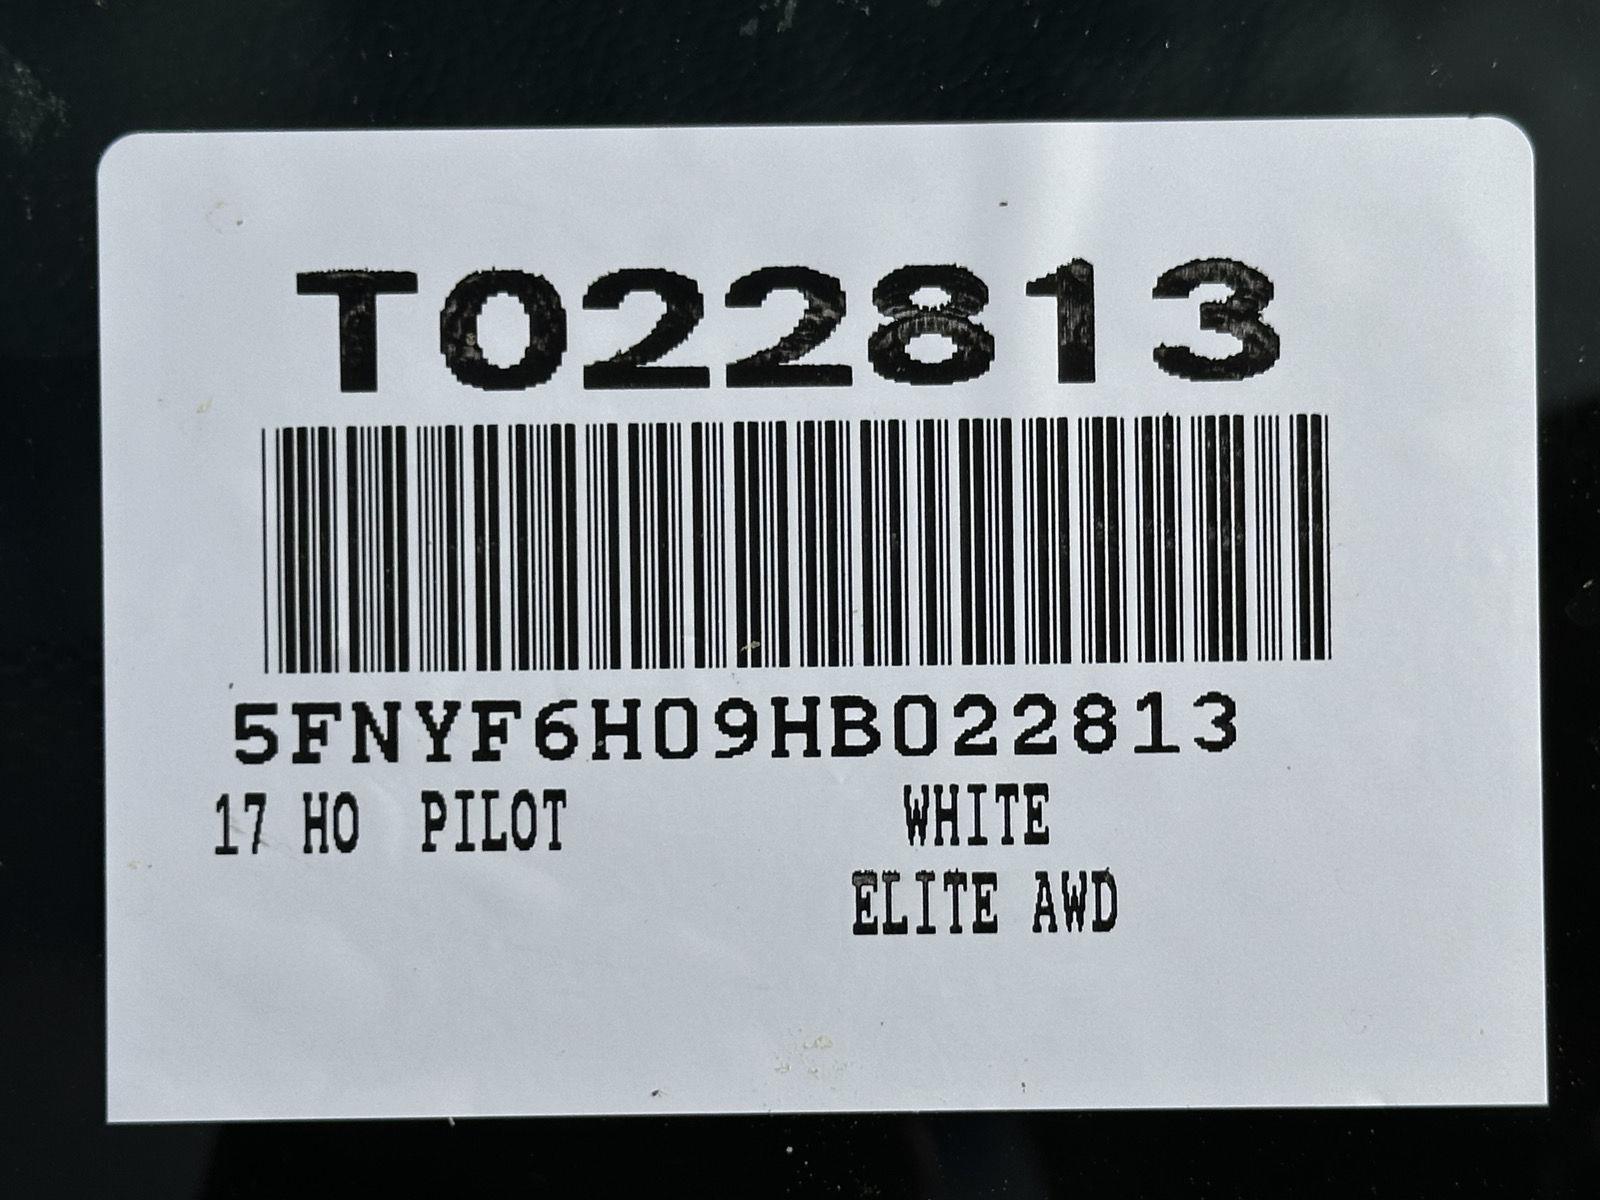 T022813
5FNYF6H09HB022813
17 HO PILOT WHITE
ELITE AWD